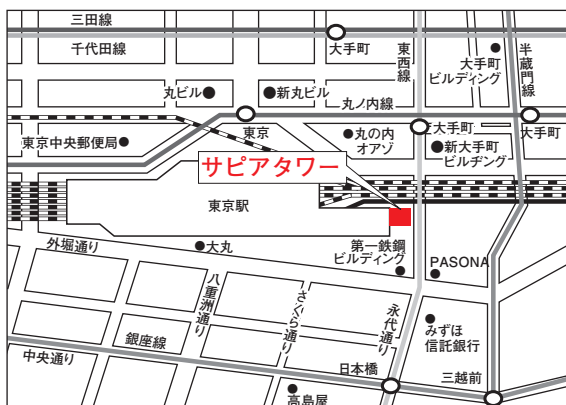 三田線
千代田線
大手町
東西線
大手町
ビルディング
半蔵門線
丸ビル
新丸ビル
丸ノ内線
東京中央郵便局
東京
丸の内
オアゾ
大手町
新大手町
ビルヂング
大手町
サピアタワー
東京駅
外堀通り
大丸
第一鉄鋼
ビルディング
PASONA
八重洲通り
さくら通り
永代通り
みずほ
信託銀行
銀座線
中央通り
日本橋
三越前
高島屋